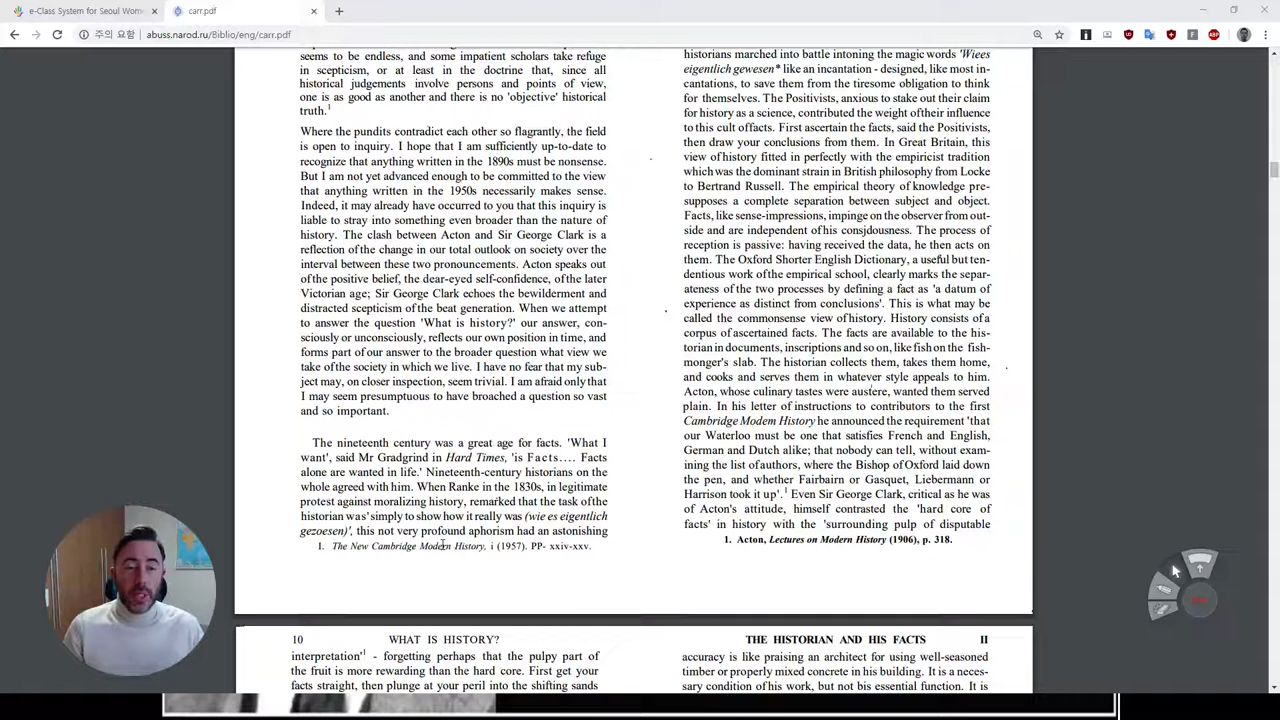 e-Class System for Seoul Wom
carr.pdf
주의 요함
abuss.narod.ru/Biblio/eng/carr.pdf
seems to be endless, and some impatient scholars take refuge
in scepticism, or at least in the doctrine that, since all
historical judgements involve persons and points of view,
one is as good as another and there is no 'objective' historical
truth.¹
Where the pundits contradict each other so flagrantly, the field
is open to inquiry. I hope that I am sufficiently up-to-date to
recognize that anything written in the 1890s must be nonsense.
But I am not yet advanced enough to be committed to the view
that anything written in the 1950s necessarily makes sense.
Indeed, it may already have occurred to you that this inquiry is
liable to stray into something even broader than the nature of
history. The clash between Acton and Sir George Clark is a
reflection of the change in our total outlook on society over the
interval between these two pronouncements. Acton speaks out
of the positive belief, the dear-eyed self-confidence, of the later
Victorian age; Sir George Clark echoes the bewilderment and
distracted scepticism of the beat generation. When we attempt
to answer the question 'What is history?' our answer, con-
sciously or unconsciously, reflects our own position in time, and
forms part of our answer to the broader question what view we
take of the society in which we live. I have no fear that my sub-
ject may, on closer inspection, seem trivial. I am afraid only that
I may seem presumptuous to have broached a question so vast
and so important.
The nineteenth century was a great age for facts. 'What I
want', said Mr Gradgrind in Hard Times, 'is Facts.... Facts
alone are wanted in life.' Nineteenth-century historians on the
whole agreed with him. When Ranke in the 1830s, in legitimate
protest against moralizing history, remarked that the task of the
historian was' simply to show how it really was (wie es eigentlich
gezoesen)', this not very profound aphorism had an astonishing
I. The New Cambridge Modern History, i (1957). PP- xxiv-xxv.
historians marched into battle intoning the magic words 'Wiees
eigentlich gewesen* like an incantation - designed, like most in-
cantations, to save them from the tiresome obligation to think
for themselves. The Positivists, anxious to stake out their claim
for history as a science, contributed the weight of their influence
to this cult offacts. First ascertain the facts, said the Positivists,
then draw your conclusions from them. In Great Britain, this
view of history fitted in perfectly with the empiricist tradition
which was the dominant strain in British philosophy from Locke
to Bertrand Russell. The empirical theory of knowledge pre-
supposes a complete separation between subject and object.
Facts, like sense-impressions, impinge on the observer from out-
side and are independent of his consjdousness. The process of
reception is passive: having received the data, he then acts on
them. The Oxford Shorter English Dictionary, a useful but ten-
dentious work of the empirical school, clearly marks the separ-
ateness of the two processes by defining a fact as 'a datum of
experience as distinct from conclusions'. This is what may be
called the commonsense view of history. History consists of a
corpus of ascertained facts. The facts are available to the his-
torian in documents, inscriptions and so on, like fish on the fish-
monger's slab. The historian collects them, takes them home,
and cooks and serves them in whatever style appeals to him.
Acton, whose culinary tastes were austere, wanted them served
plain. In his letter of instructions to contributors to the first
Cambridge Modem History he announced the requirement 'that
our Waterloo must be one that satisfies French and English,
German and Dutch alike; that nobody can tell, without exam-
ining the list of authors, where the Bishop of Oxford laid down
the pen, and whether Fairbairn or Gasquet, Liebermann or
Harrison took it up'.¹ Even Sir George Clark, critical as he was
of Acton's attitude, himself contrasted the 'hard core of
facts' in history with the 'surrounding pulp of disputable
1. Acton, Lectures on Modern History (1906), p. 318.
10 WHAT IS HISTORY?
interpretation'¹ - forgetting perhaps that the pulpy part of
the fruit is more rewarding than the hard core. First get your
facts straight, then plunge at your peril into the shifting sands
THE HISTORIAN AND HIS FACTS II
accuracy is like praising an architect for using well-seasoned
timber or properly mixed concrete in his building. It is a neces-
sary condition of his work, but not bis essential function. It is